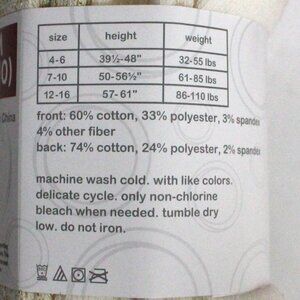 0)
China
size height weight
4-6 39½-48" 32-55 lbs
7-10 50-56½" 61-85 lbs
12-16 57-61" 86-110 lbs
front: 60% cotton, 33% polyester, 3% spandex
4% other fiber
back: 74% cotton, 24% polyester, 2% spandex
machine wash cold. with like colors.
delicate cycle. only non-chlorine
bleach when needed. tumble dry
low. do not iron.